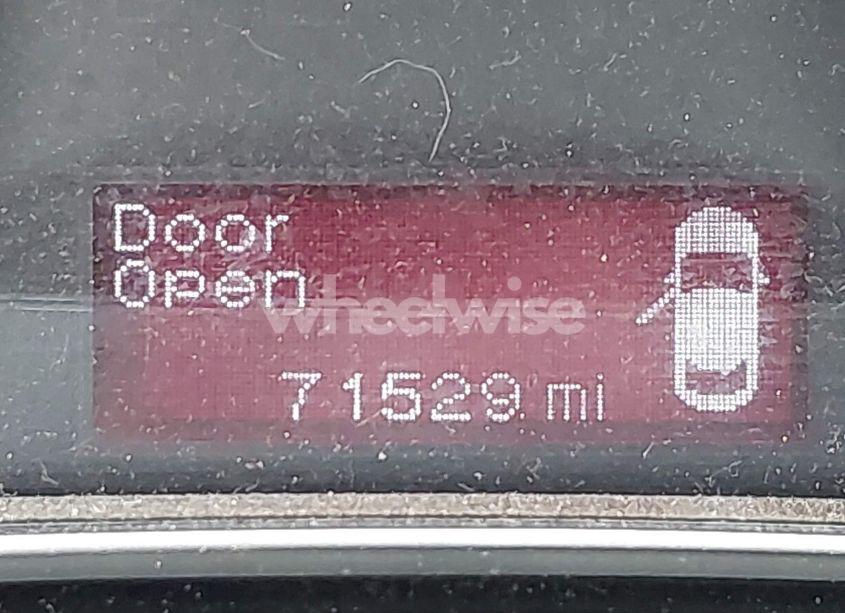 Door
Open
wheelwise
71529 mi